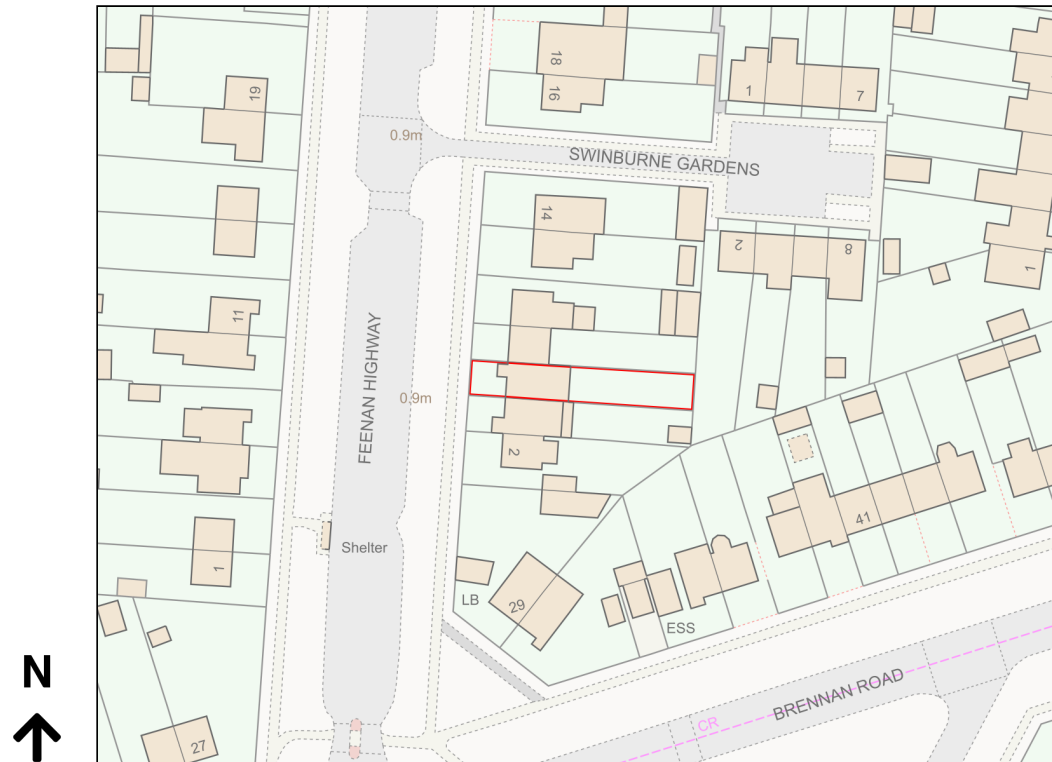 18
16
19
1
7
0.9m
SWINBURNE GARDENS
14
2
8
1
11
FEENAN HIGHWAY
0.9m
2
41
Shelter
1
29
LB
ESS
BRENNAN ROAD
CR
27
N